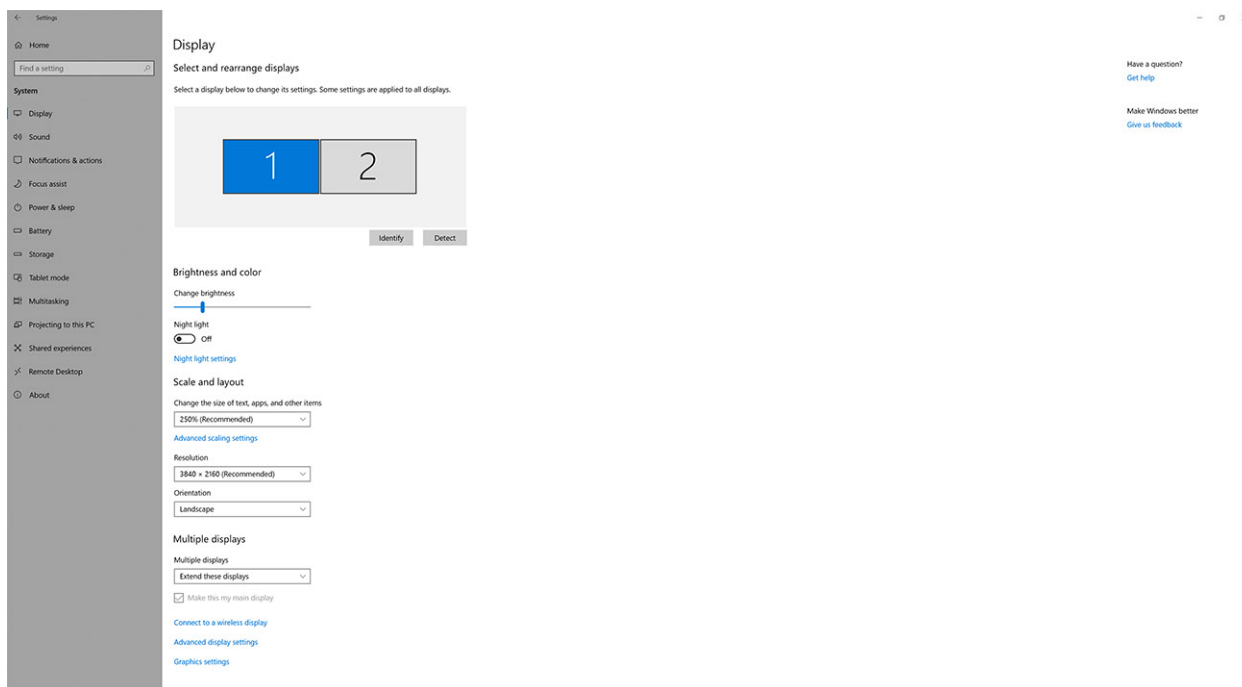 Settings
Home
Find a setting
System
Display
Sound
Notifications & actions
Focus assist
Power & sleep
Battery
Storage
Tablet mode
Multitasking
Projecting to this PC
Shared experiences
Remote Desktop
About
Display
Select and rearrange displays
Select a display below to change its settings. Some settings are applied to all displays.
1 2
Identify Detect
Brightness and color
Change brightness
Night light
Off
Night light settings
Scale and layout
Change the size of text, apps, and other items
250% (Recommended)
Advanced scaling settings
Resolution
3840 × 2160 (Recommended)
Orientation
Landscape
Multiple displays
Multiple displays
Extend these displays
Make this my main display
Connect to a wireless display
Advanced display settings
Graphics settings
Have a question?
Get help
Make Windows better
Give us feedback